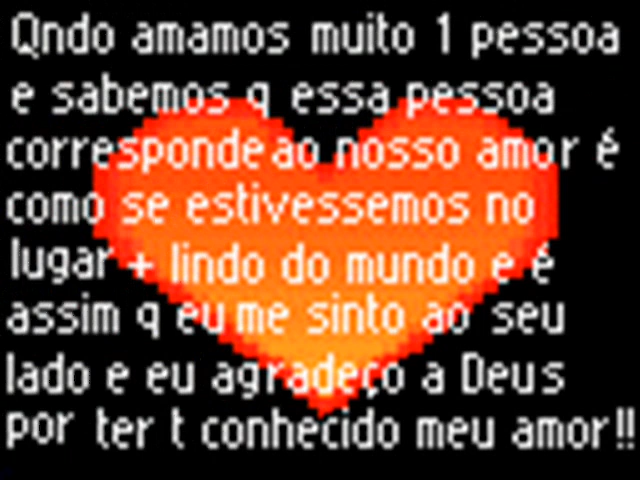 Qndo amamos muito 1 pessoa
e sabemos q essa pessoa
corresponde ao nosso amor é
como se estivessemos no
lugar + lindo do mundo e é
assim q eu me sinto ao seu
lado e eu agradeço a Deus
por ter t conhecido meu amor!!